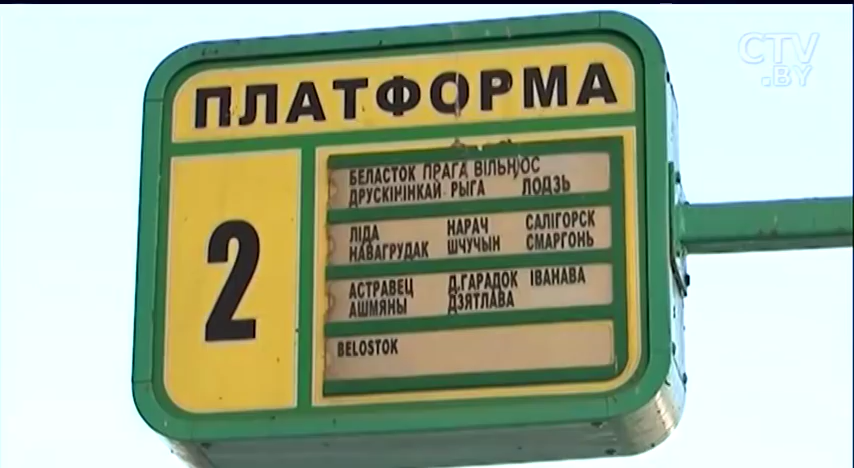 CTV
.BY
ПЛАТФОРМА
2
БЕЛАСТОК ПРАГА ВІЛЬНЮС
ДРУСКІНІНКАЙ РЫГА ЛОДЗЬ
ЛІДА НАРАЧ САЛІГОРСК
НАВАГРУДАК ШЧУЧЫН СМАРГОНЬ
АСТРАВЕЦ Д.ГАРАДОК ІВАНАВА
АШМЯНЫ ДЗЯТЛАВА
BELOSTOK